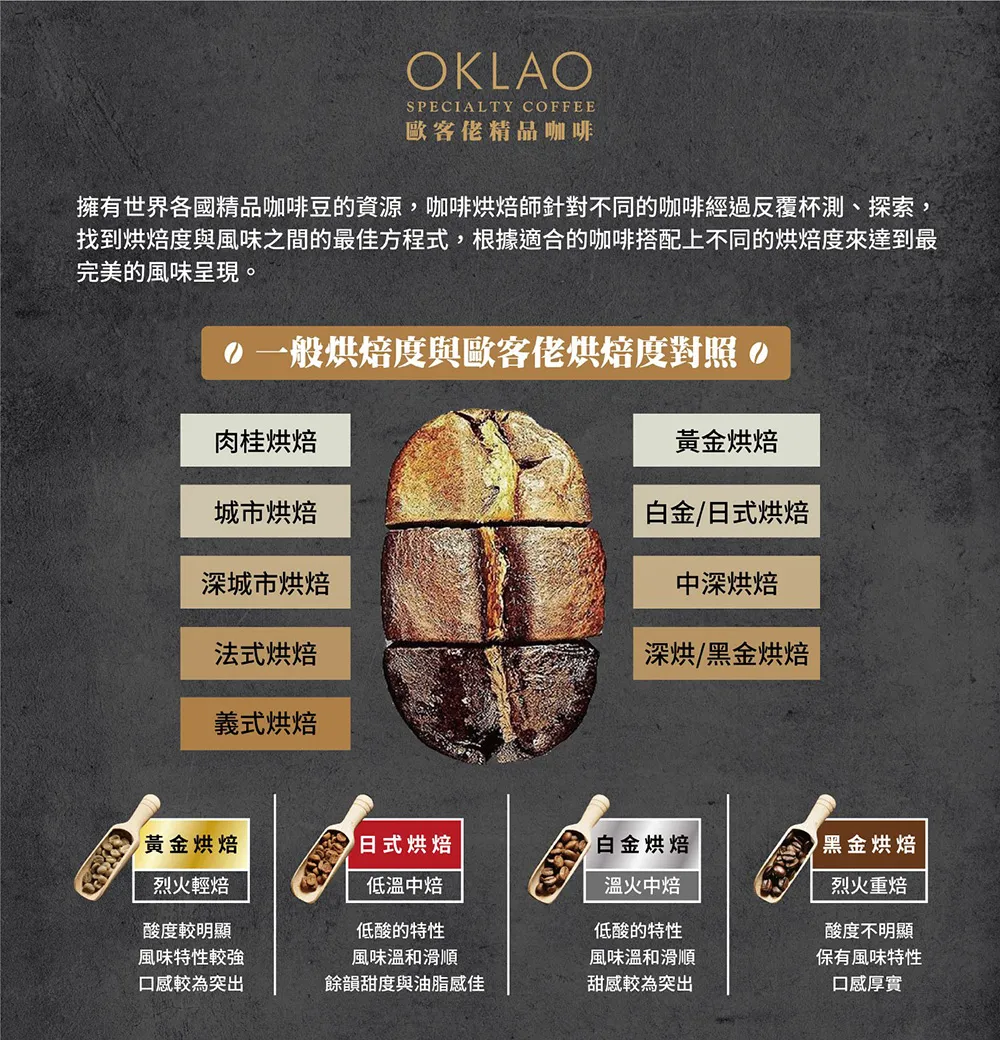 OKLAO
SPECIALTY COFFEE
歐客佬精品咖啡
擁有世界各國精品咖啡豆的資源，咖啡烘焙師針對不同的咖啡經過反覆杯測、探索，
找到烘焙度與風味之間的最佳方程式，根據適合的咖啡搭配上不同的烘焙度來達到最
完美的風味呈現。
一般烘焙度與歐客佬烘焙度對照
肉桂烘焙
城市烘焙
深城市烘焙
法式烘焙
義式烘焙
黃金烘焙
白金/日式烘焙
中深烘焙
深烘/黑金烘焙
黃金烘焙
烈火輕焙
酸度較明顯
風味特性較強
口感較為突出
日式烘焙
低溫中焙
低酸的特性
風味溫和滑順
餘韻甜度與油脂感佳
白金烘焙
溫火中焙
低酸的特性
風味溫和滑順
甜感較為突出
黑金烘焙
烈火重焙
酸度不明顯
保有風味特性
口感厚實